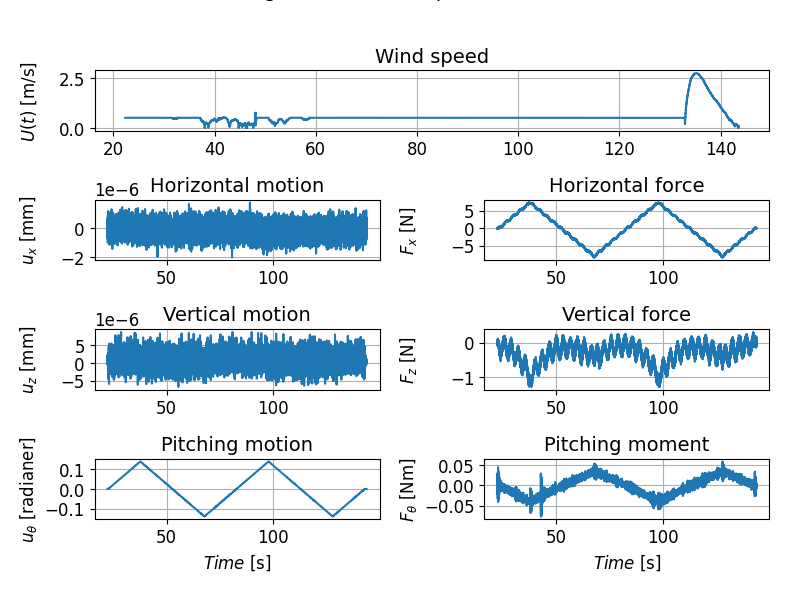 Wind speed
U(t) [m/s]
2.5
0.0
20 40 60 80 100 120 140
1e−6 Horizontal motion
u_x [mm]
0
−2
50 100
Horizontal force
F_x [N]
5
0
−5
50 100
1e−6 Vertical motion
u_z [mm]
5
0
−5
50 100
Vertical force
F_z [N]
0
−1
50 100
Pitching motion
u_θ [radianer]
0.1
0.0
−0.1
50 100
Time [s]
Pitching moment
F_θ [Nm]
0.05
0.00
−0.05
50 100
Time [s]